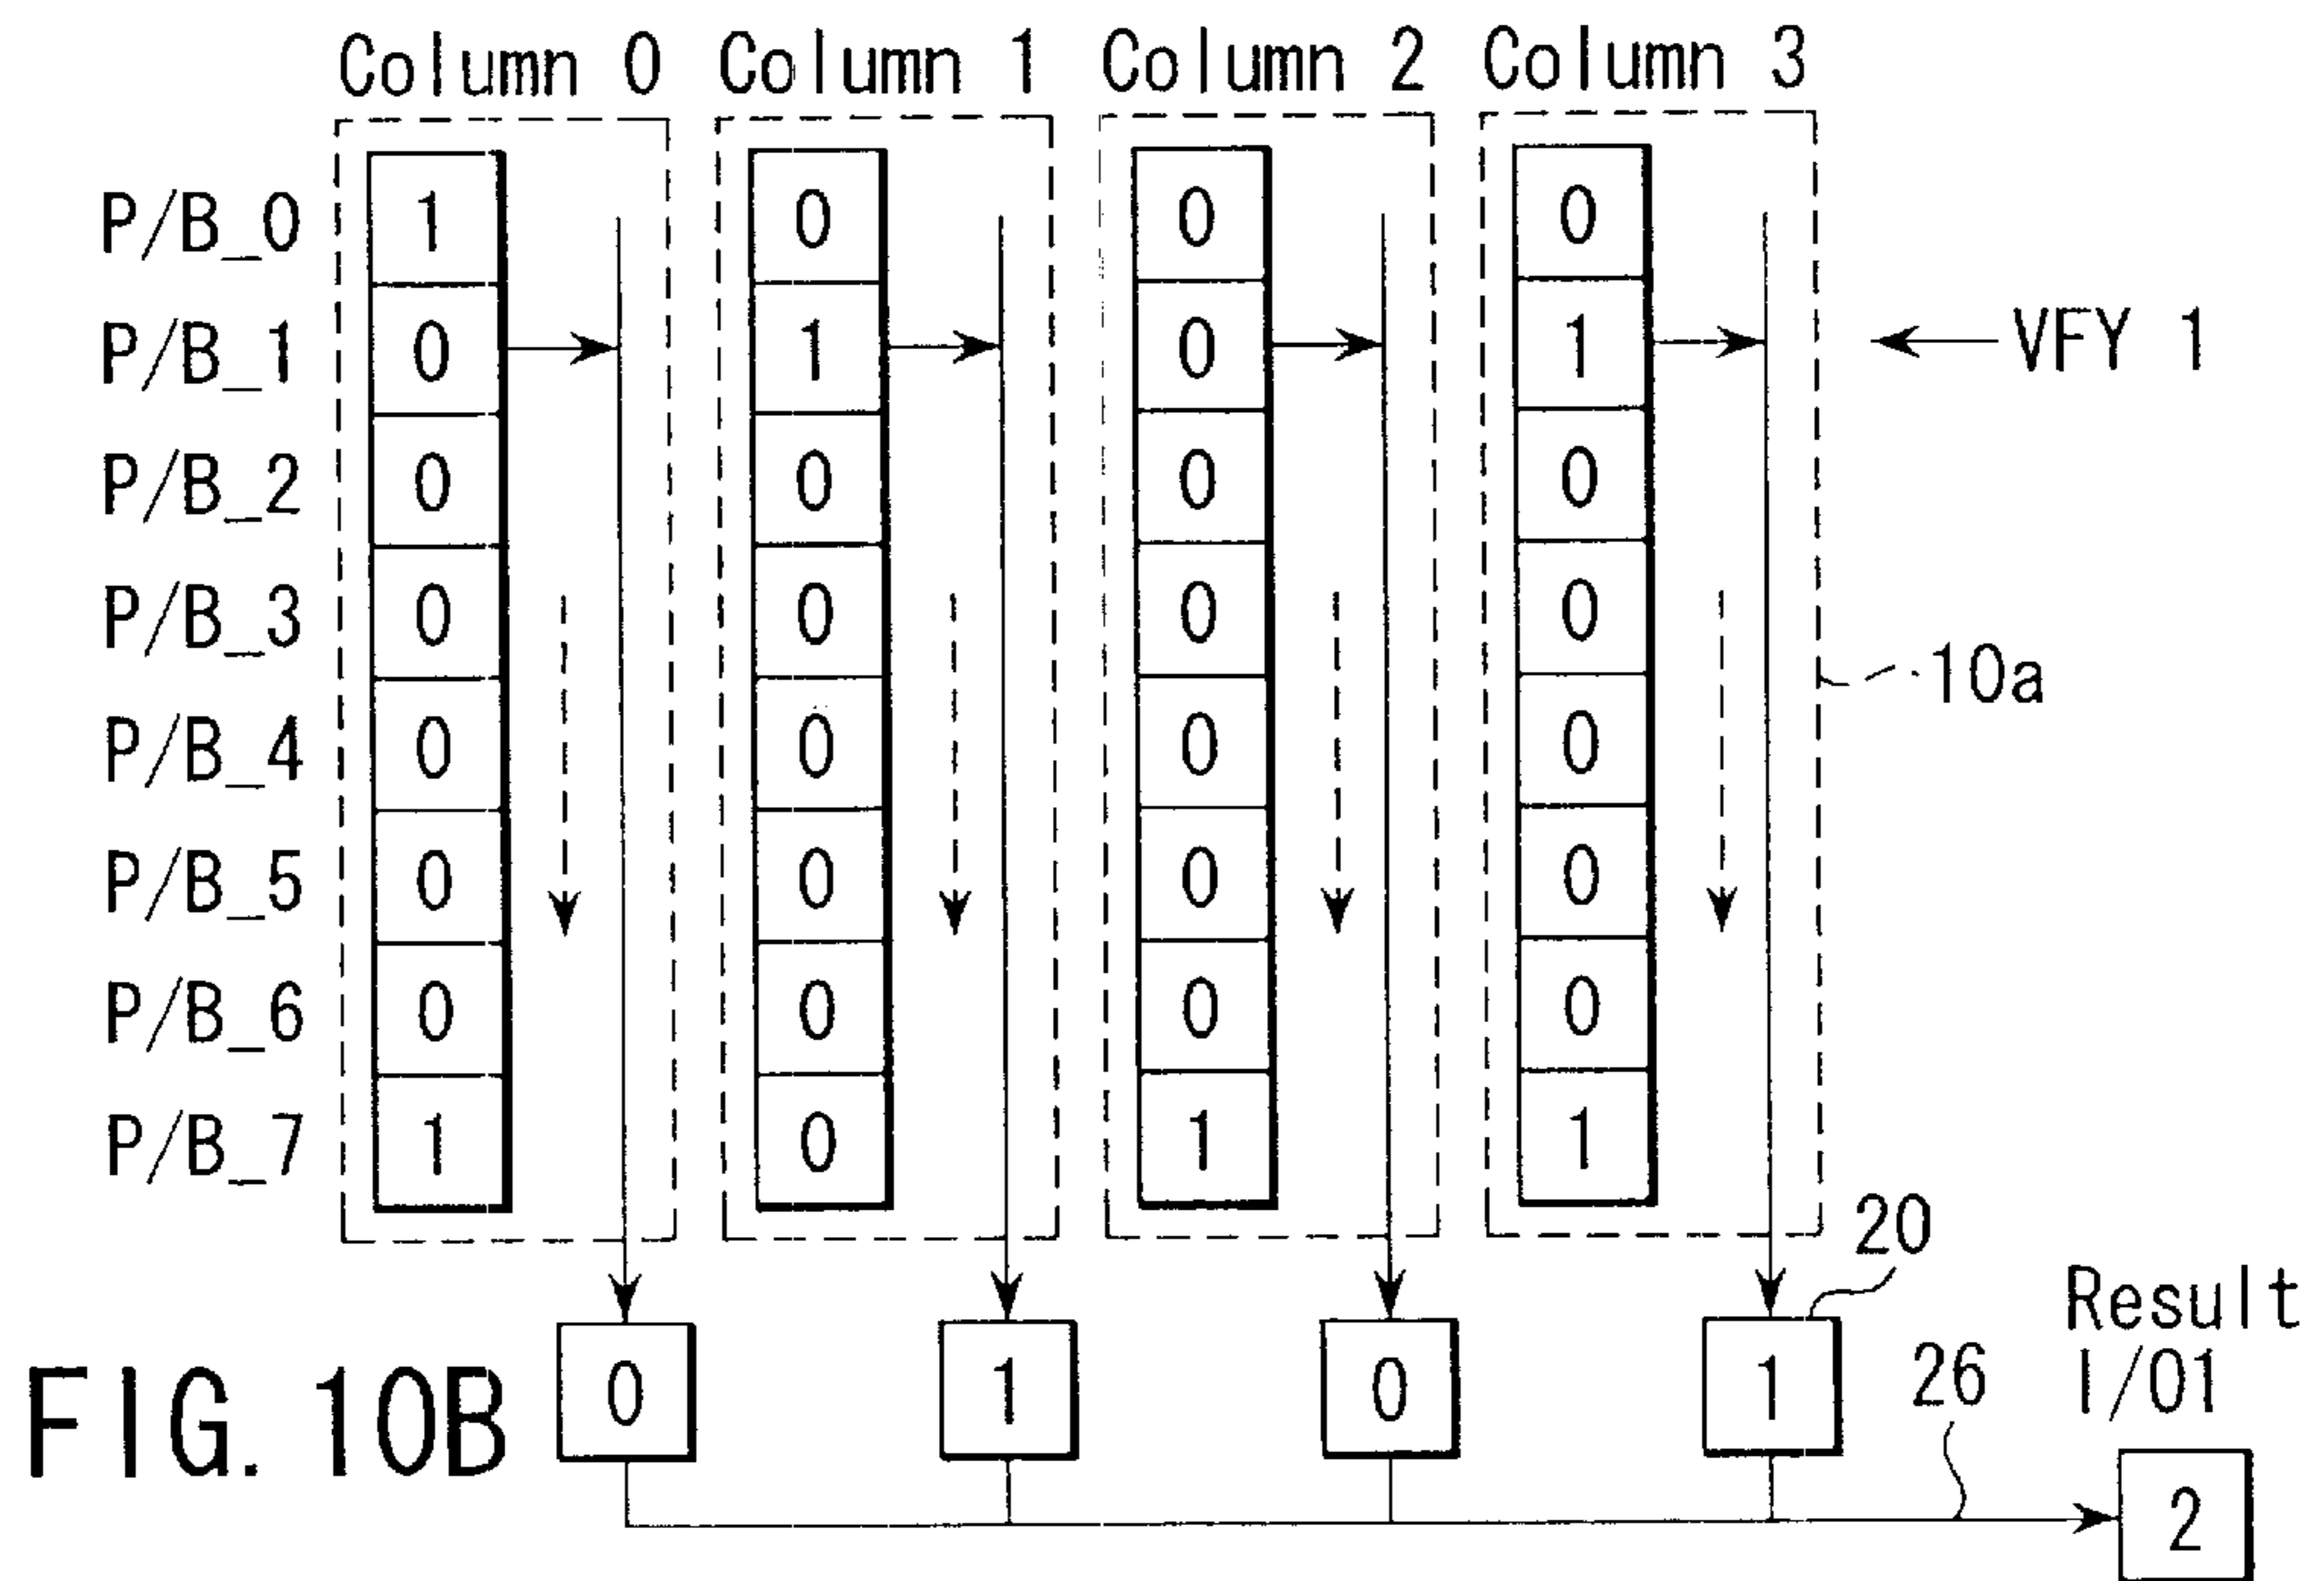 Column 0 Column 1 Column 2 Column 3
P/B_0 1 0 0 0
P/B_1 0 1 0 1 VFY 1
P/B_2 0 0 0 0
P/B_3 0 0 0 0
10a
P/B_4 0 0 0 0
P/B_5 0 0 0 0
P/B_6 0 0 0 0
P/B_7 1 0 1 1
20
Result
I/O1
0 1 0 1 26
FIG. 10B
2